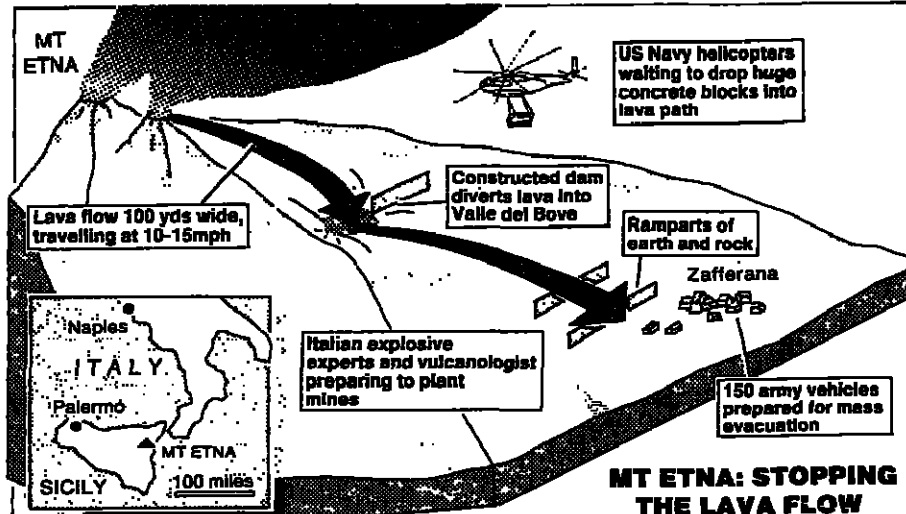 MT
ETNA
US Navy helicopters
waiting to drop huge
concrete blocks into
lava path
Lava flow 100 yds wide,
travelling at 10–15mph
Constructed dam
diverts lava into
Valle del Bove
Ramparts of
earth and rock
Zafferana
Naples
ITALY
Palermo
MT ETNA
SICILY
100 miles
Italian explosive
experts and vulcanologist
preparing to plant
mines
150 army vehicles
prepared for mass
evacuation
MT ETNA: STOPPING
THE LAVA FLOW